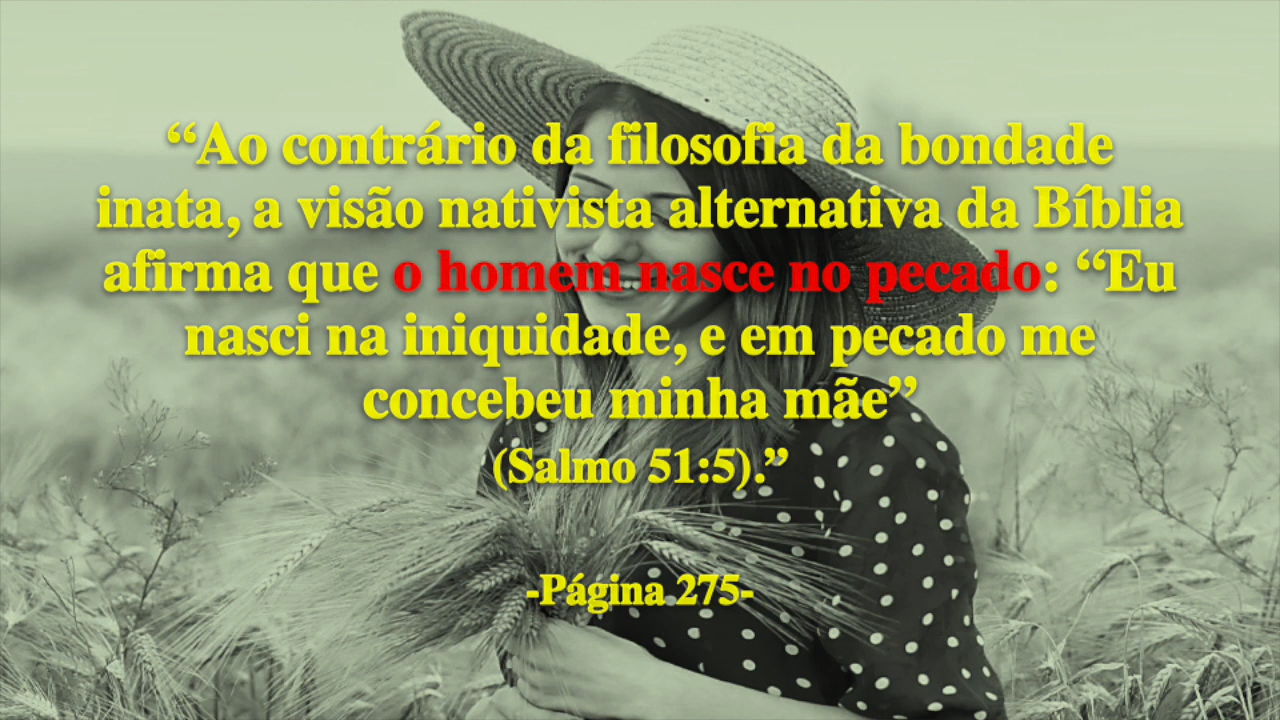 “Ao contrário da filosofia da bondade
inata, a visão nativista alternativa da Bíblia
afirma que o homem nasce no pecado: “Eu
nasci na iniquidade, e em pecado me
concebeu minha mãe”
(Salmo 51:5).”
-Página 275-